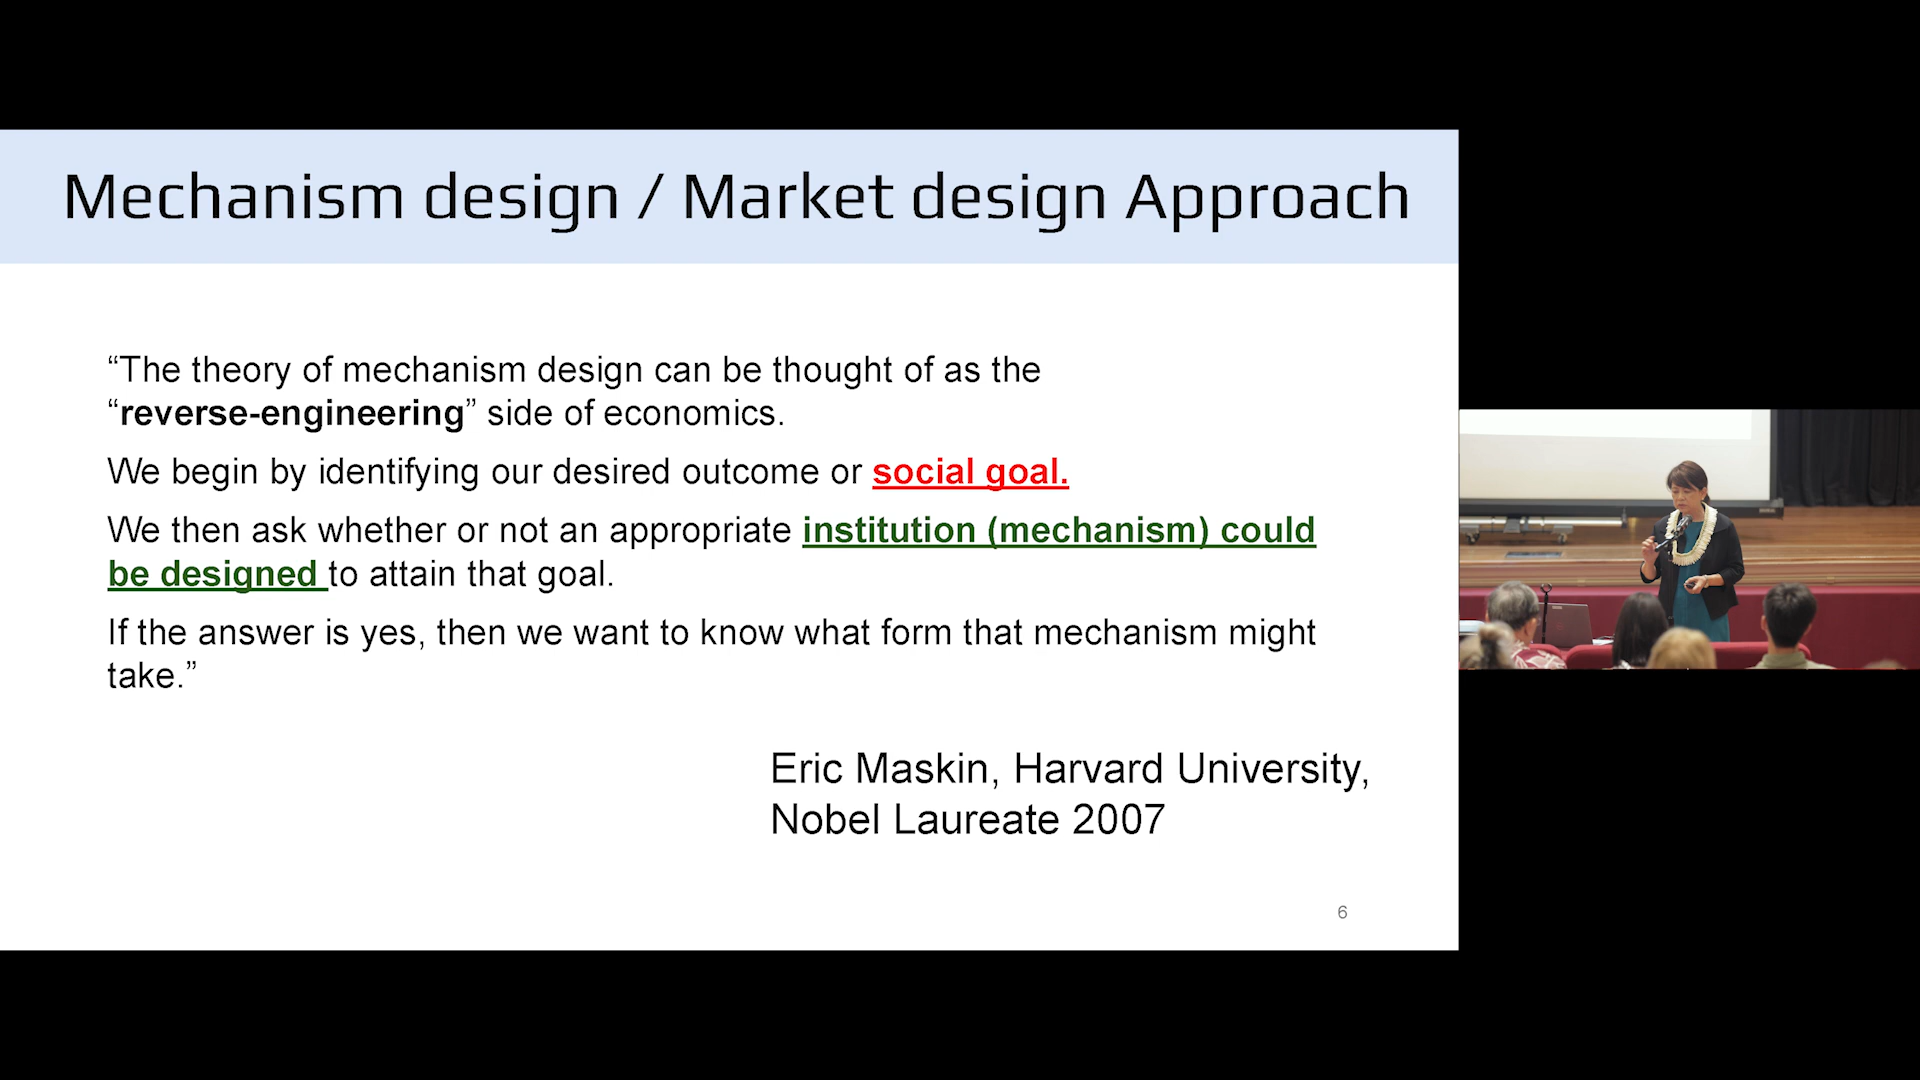 Mechanism design / Market design Approach
“The theory of mechanism design can be thought of as the
“reverse-engineering” side of economics.
We begin by identifying our desired outcome or social goal.
We then ask whether or not an appropriate institution (mechanism) could
be designed to attain that goal.
If the answer is yes, then we want to know what form that mechanism might
take.”
Eric Maskin, Harvard University,
Nobel Laureate 2007
6